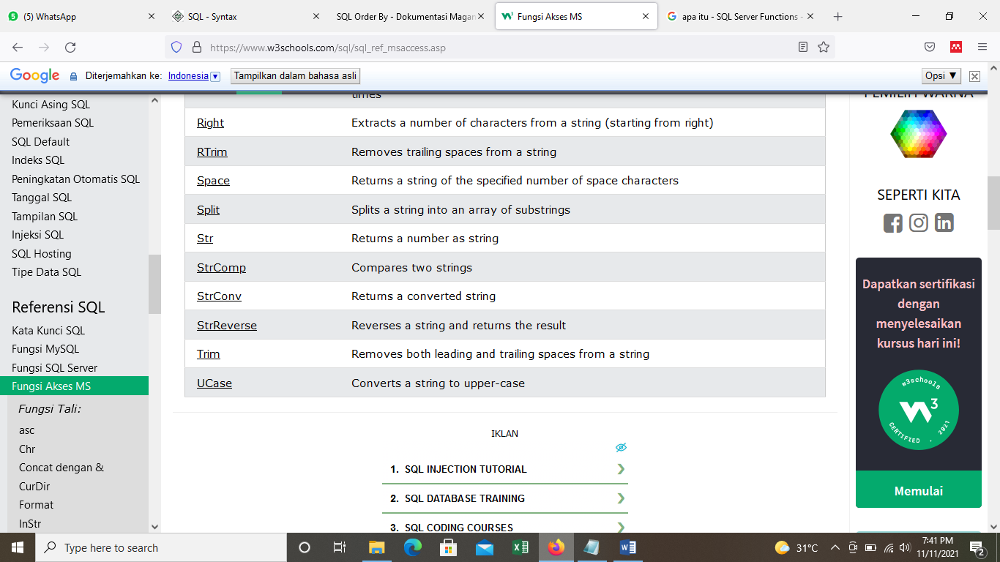 (5) WhatsApp
SQL - Syntax
SQL Order By - Dokumentasi Magan
Fungsi Akses MS
apa itu - SQL Server Functions -
https://www.w3schools.com/sql/sql_ref_msaccess.asp
Google
Diterjemahkan ke: Indonesia
Tampilkan dalam bahasa asli
Opsi ▼
Kunci Asing SQL
Pemeriksaan SQL
SQL Default
Indeks SQL
Peningkatan Otomatis SQL
Tanggal SQL
Tampilan SQL
Injeksi SQL
SQL Hosting
Tipe Data SQL
Referensi SQL
Kata Kunci SQL
Fungsi MySQL
Fungsi SQL Server
Fungsi Akses MS
Fungsi Tali:
asc
Chr
Concat dengan &
CurDir
Format
InStr
times
Right Extracts a number of characters from a string (starting from right)
RTrim Removes trailing spaces from a string
Space Returns a string of the specified number of space characters
Split Splits a string into an array of substrings
Str Returns a number as string
StrComp Compares two strings
StrConv Returns a converted string
StrReverse Reverses a string and returns the result
Trim Removes both leading and trailing spaces from a string
UCase Converts a string to upper-case
IKLAN
1. SQL INJECTION TUTORIAL
2. SQL DATABASE TRAINING
3. SQL CODING COURSES
PEMILIH WARNA
SEPERTI KITA
Dapatkan sertifikasi
dengan
menyelesaikan
kursus hari ini!
w3schools
CERTIFIED . 2021
Memulai
Type here to search
31°C
7:41 PM
11/11/2021
2